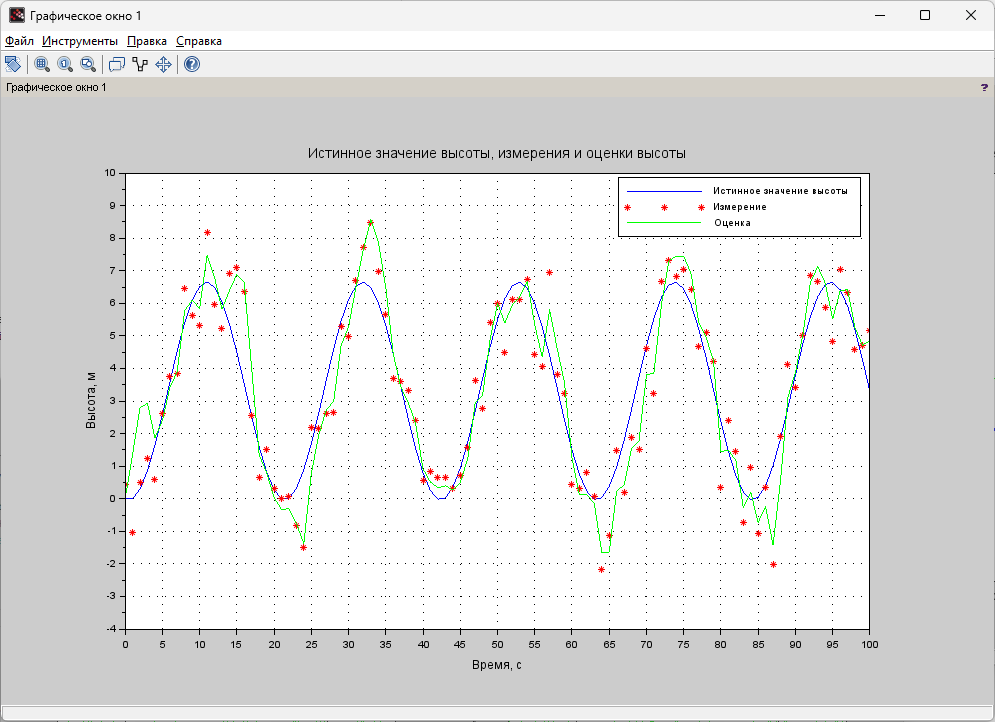 Графическое окно 1
Файл Инструменты Правка Справка
Графическое окно 1 ?
Истинное значение высоты, измерения и оценки высоты
Истинное значение высоты
Измерение
Оценка
Высота, м
10
9
8
7
6
5
4
3
2
1
0
-1
-2
-3
-4
0 5 10 15 20 25 30 35 40 45 50 55 60 65 70 75 80 85 90 95 100
Время, с